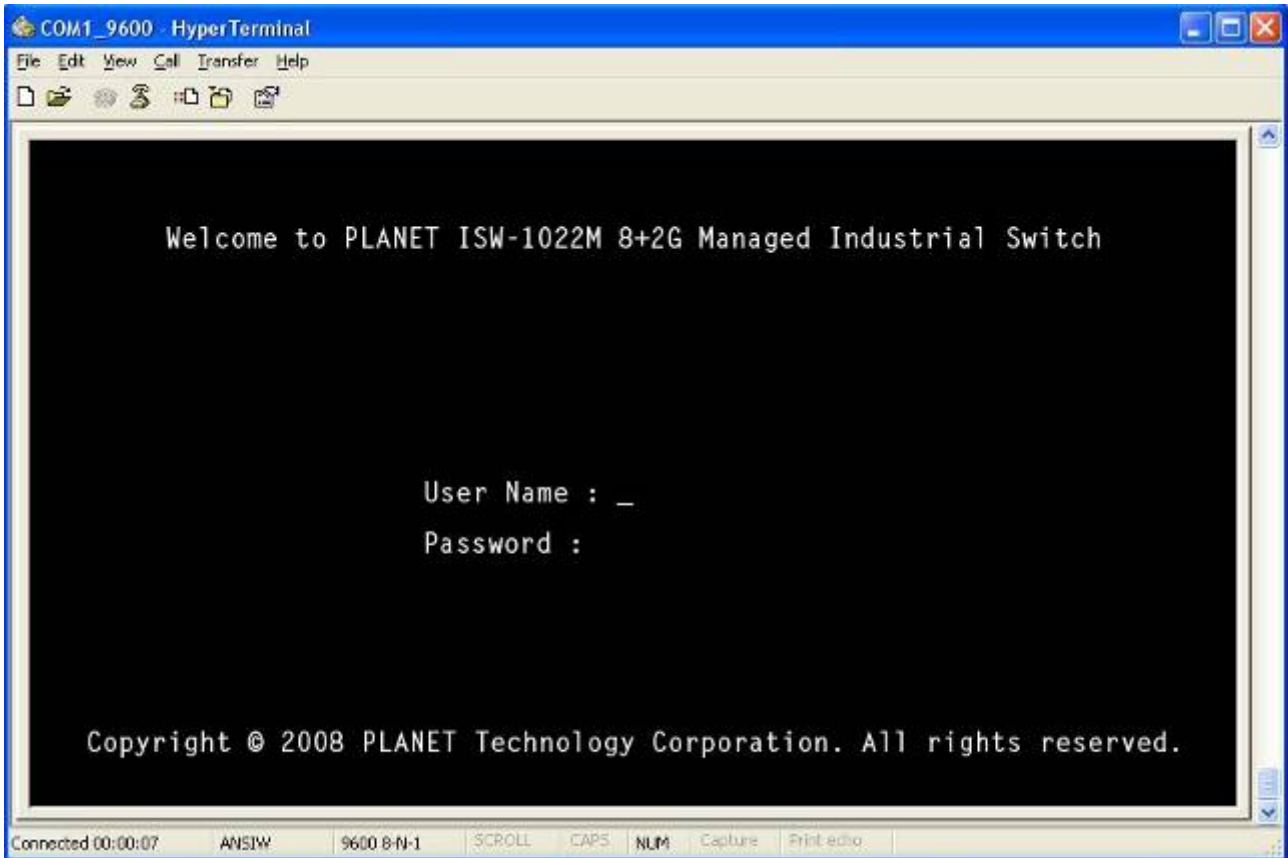 COM1_9600 - HyperTerminal
File Edit View Call Transfer Help
Welcome to PLANET ISW-1022M 8+2G Managed Industrial Switch
User Name : _
Password :
Copyright © 2008 PLANET Technology Corporation. All rights reserved.
Connected 00:00:07 ANSIW 9600 8-N-1 SCROLL CAPS NUM Capture Print echo